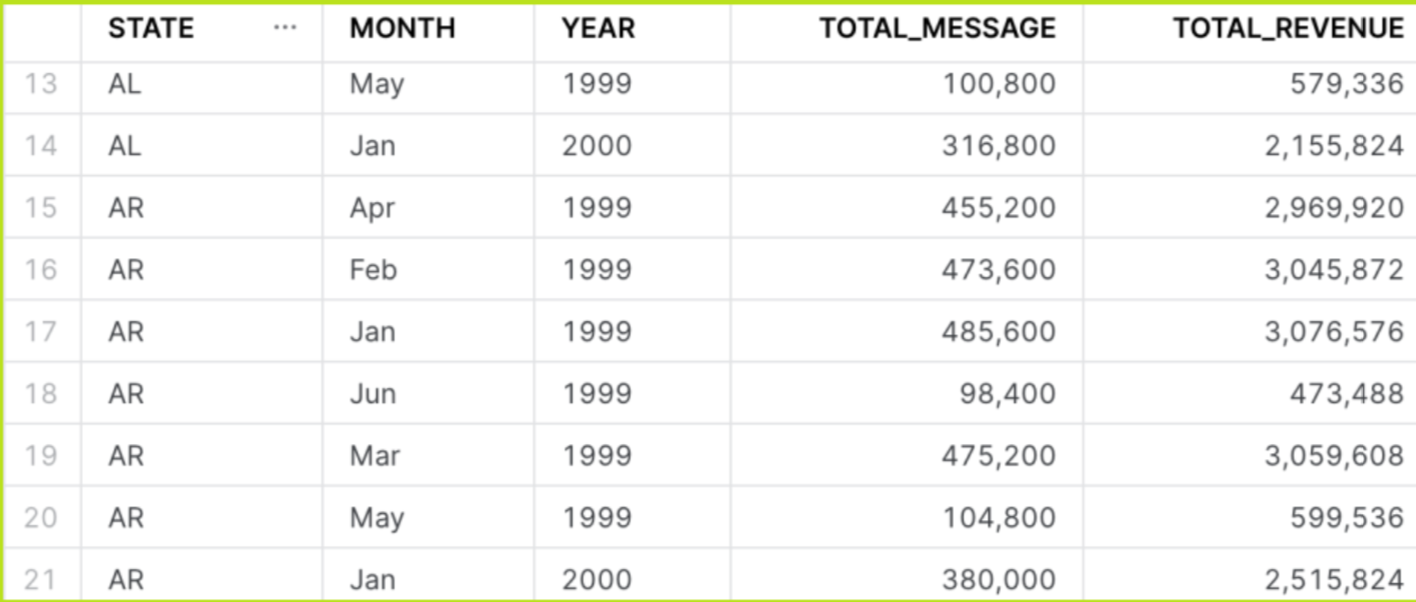 STATE ... MONTH YEAR TOTAL_MESSAGE TOTAL_REVENUE
13 AL May 1999 100,800 579,336
14 AL Jan 2000 316,800 2,155,824
15 AR Apr 1999 455,200 2,969,920
16 AR Feb 1999 473,600 3,045,872
17 AR Jan 1999 485,600 3,076,576
18 AR Jun 1999 98,400 473,488
19 AR Mar 1999 475,200 3,059,608
20 AR May 1999 104,800 599,536
21 AR Jan 2000 380,000 2,515,824